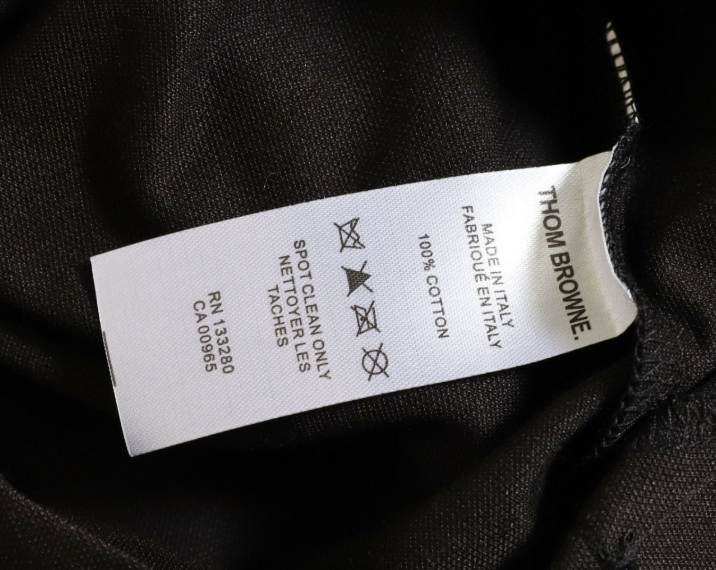 THOM BROWNE.
MADE IN ITALY
FABRIQUÉ EN ITALY
100% COTTON
SPOT CLEAN ONLY
NETTOYER LES
TACHES
RN 133280
CA 00965